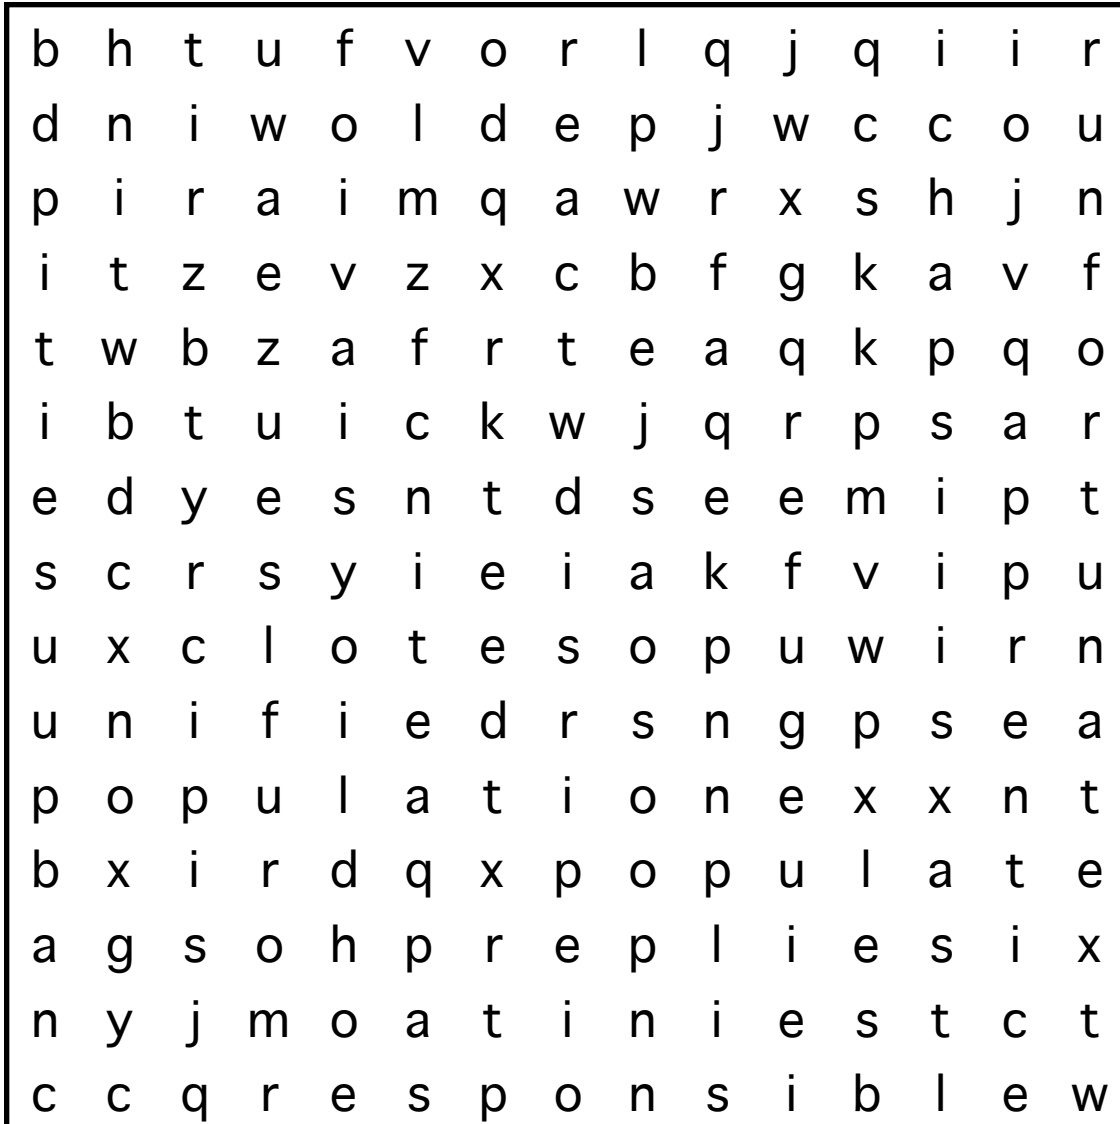 b h t u f v o r l q j q i i r
d n i w o l d e p j w c c o u
p i r a i m q a w r x s h j n
i t z e v z x c b f g k a v f
t w b z a f r t e a q k p q o
i b t u i c k w j q r p s a r
e d y e s n t d s e e m i p t
s c r s y i e i a k f v i p u
u x c l o t e s o p u w i r n
u n i f i e d r s n g p s e a
p o p u l a t i o n e x x n t
b x i r d q x p o p u l a t e
a g s o h p r e p l i e s i x
n y j m o a t i n i e s t c t
c c q r e s p o n s i b l e w